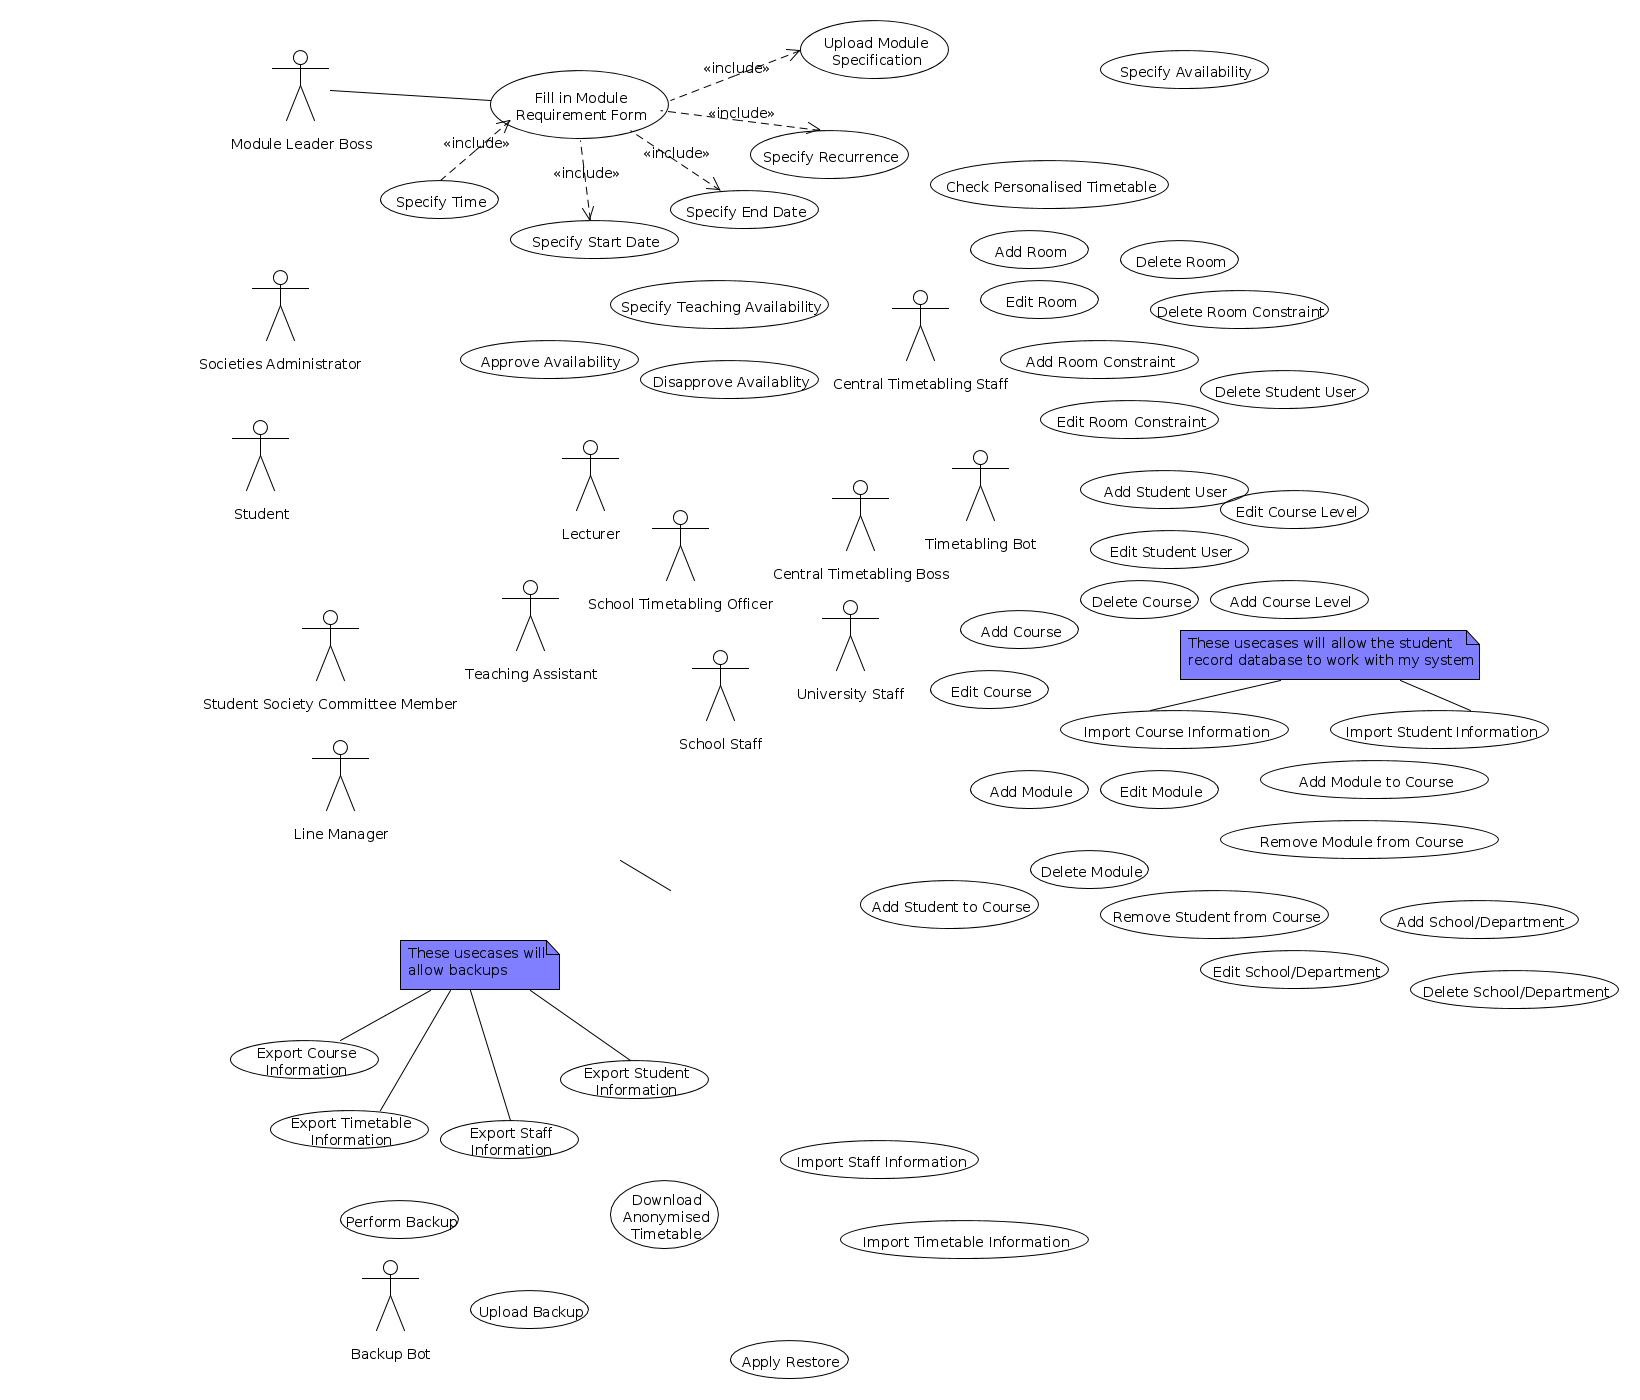 Upload Module
Specification
Specify Availability
«include»
Fill in Module
Requirement Form
«include»
Module Leader Boss
«include»
«include»
Specify Recurrence
«include»
Check Personalised Timetable
Specify Time
Specify End Date
Specify Start Date
Add Room
Delete Room
Specify Teaching Availability
Edit Room
Delete Room Constraint
Societies Administrator
Approve Availability
Disapprove Availablity
Central Timetabling Staff
Add Room Constraint
Delete Student User
Edit Room Constraint
Student
Lecturer
Add Student User
Edit Course Level
Timetabling Bot
Edit Student User
Central Timetabling Boss
School Timetabling Officer
Delete Course
Add Course Level
Add Course
These usecases will allow the student
record database to work with my system
Teaching Assistant
University Staff
Edit Course
Student Society Committee Member
School Staff
Import Course Information
Import Student Information
Add Module
Edit Module
Add Module to Course
Line Manager
Remove Module from Course
Delete Module
Add Student to Course
Remove Student from Course
Add School/Department
These usecases will
allow backups
Edit School/Department
Delete School/Department
Export Course
Information
Export Student
Information
Export Timetable
Information
Export Staff
Information
Import Staff Information
Download
Anonymised
Timetable
Perform Backup
Import Timetable Information
Upload Backup
Backup Bot
Apply Restore